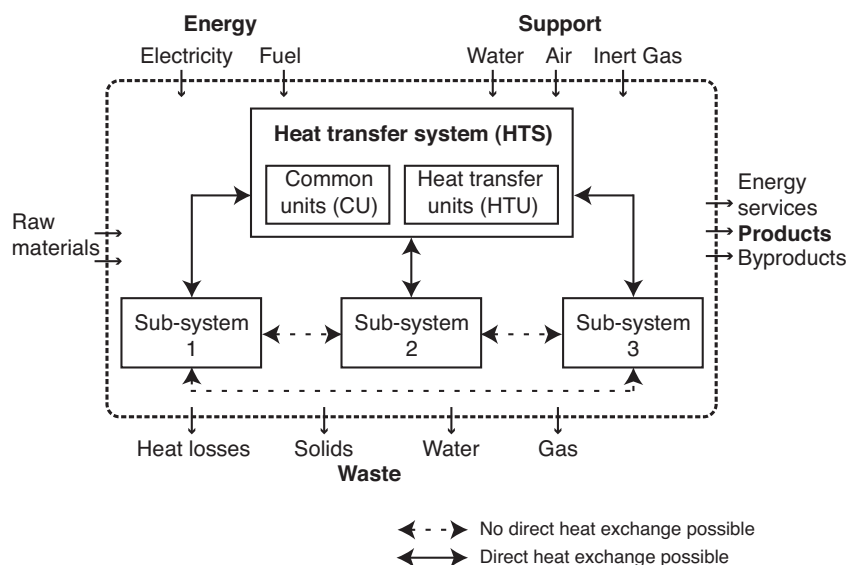 Energy
Support
Electricity
Fuel
Water
Air
Inert Gas
Heat transfer system (HTS)
Common
units (CU)
Heat transfer
units (HTU)
Raw
materials
Energy
services
Products
Byproducts
Sub-system
1
Sub-system
2
Sub-system
3
Heat losses
Solids
Water
Gas
Waste
No direct heat exchange possible
Direct heat exchange possible